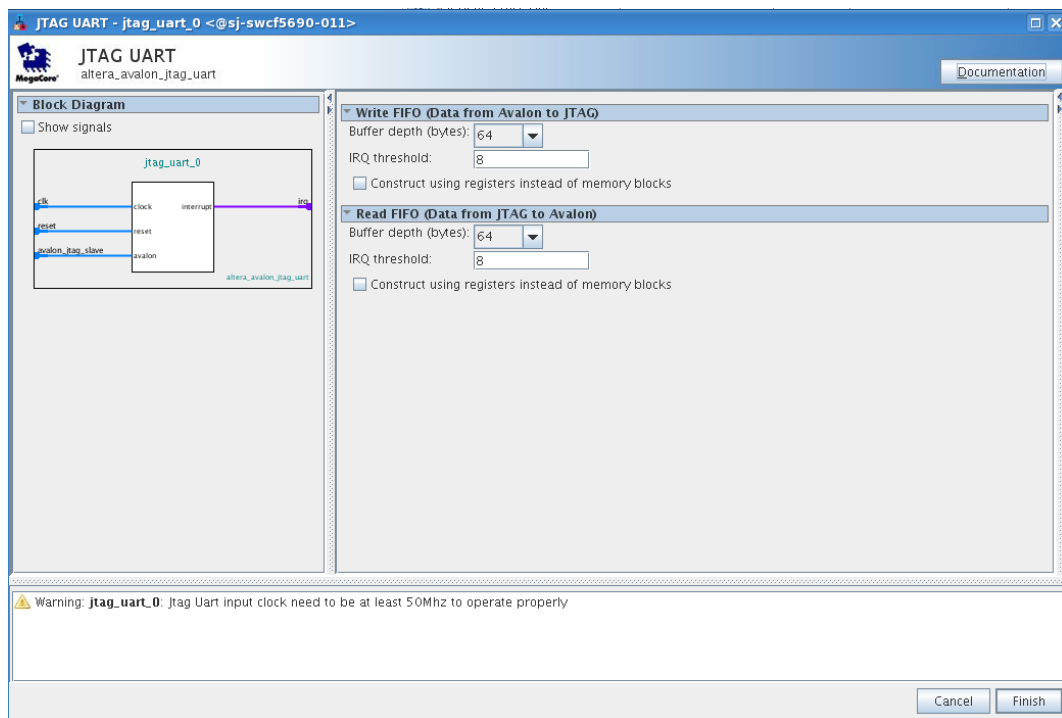 JTAG UART - jtag_uart_0 <@sj-swcf5690-011>
JTAG UART
altera_avalon_jtag_uart
MegaCore'
Documentation
Block Diagram
Show signals
jtag_uart_0
clk
clock
interrupt
irq
reset
reset
avalon_jtag_slave
avalon
altera_avalon_jtag_uart
Write FIFO (Data from Avalon to JTAG)
Buffer depth (bytes): 64
IRQ threshold: 8
Construct using registers instead of memory blocks
Read FIFO (Data from JTAG to Avalon)
Buffer depth (bytes): 64
IRQ threshold: 8
Construct using registers instead of memory blocks
Warning: jtag_uart_0: Jtag Uart input clock need to be at least 50Mhz to operate properly
Cancel
Finish